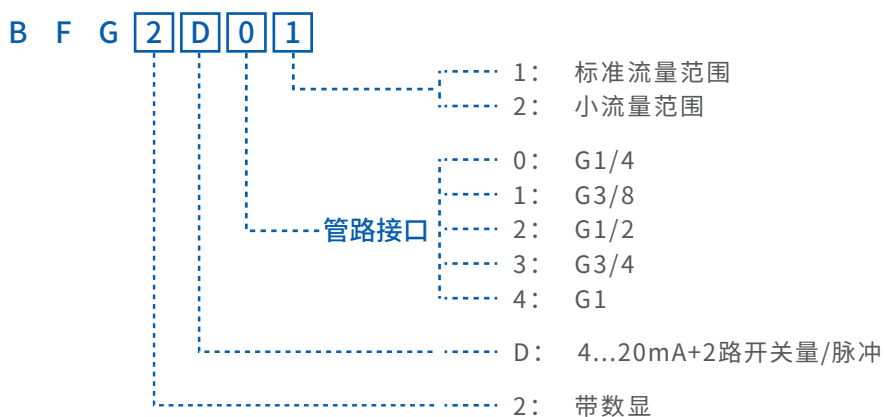 B F G 2 D 0 1
1： 标准流量范围
2： 小流量范围
0： G1/4
1： G3/8
管路接口 2： G1/2
3： G3/4
4： G1
D： 4...20mA+2路开关量/脉冲
2： 带数显